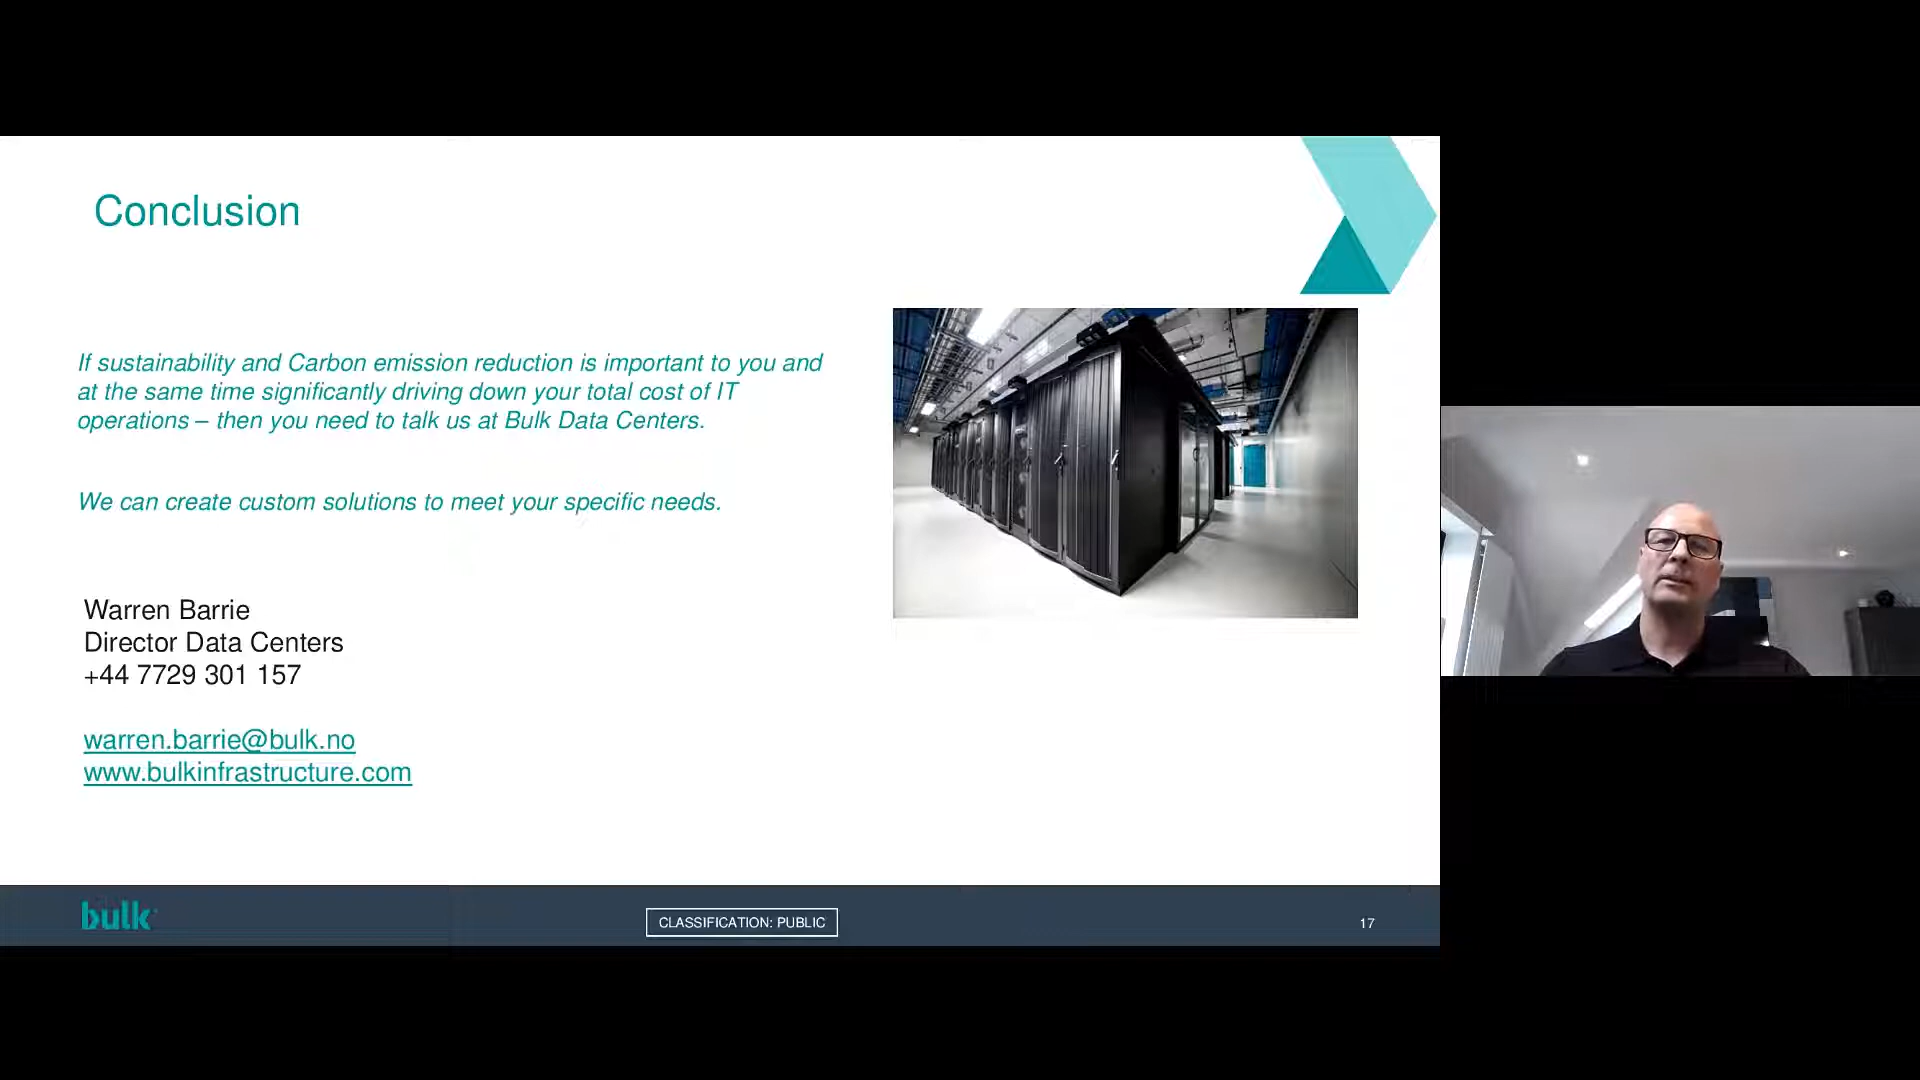 Conclusion
If sustainability and Carbon emission reduction is important to you and
at the same time significantly driving down your total cost of IT
operations – then you need to talk us at Bulk Data Centers.
We can create custom solutions to meet your specific needs.
Warren Barrie
Director Data Centers
+44 7729 301 157
warren.barrie@bulk.no
www.bulkinfrastructure.com
bulk
CLASSIFICATION: PUBLIC
17